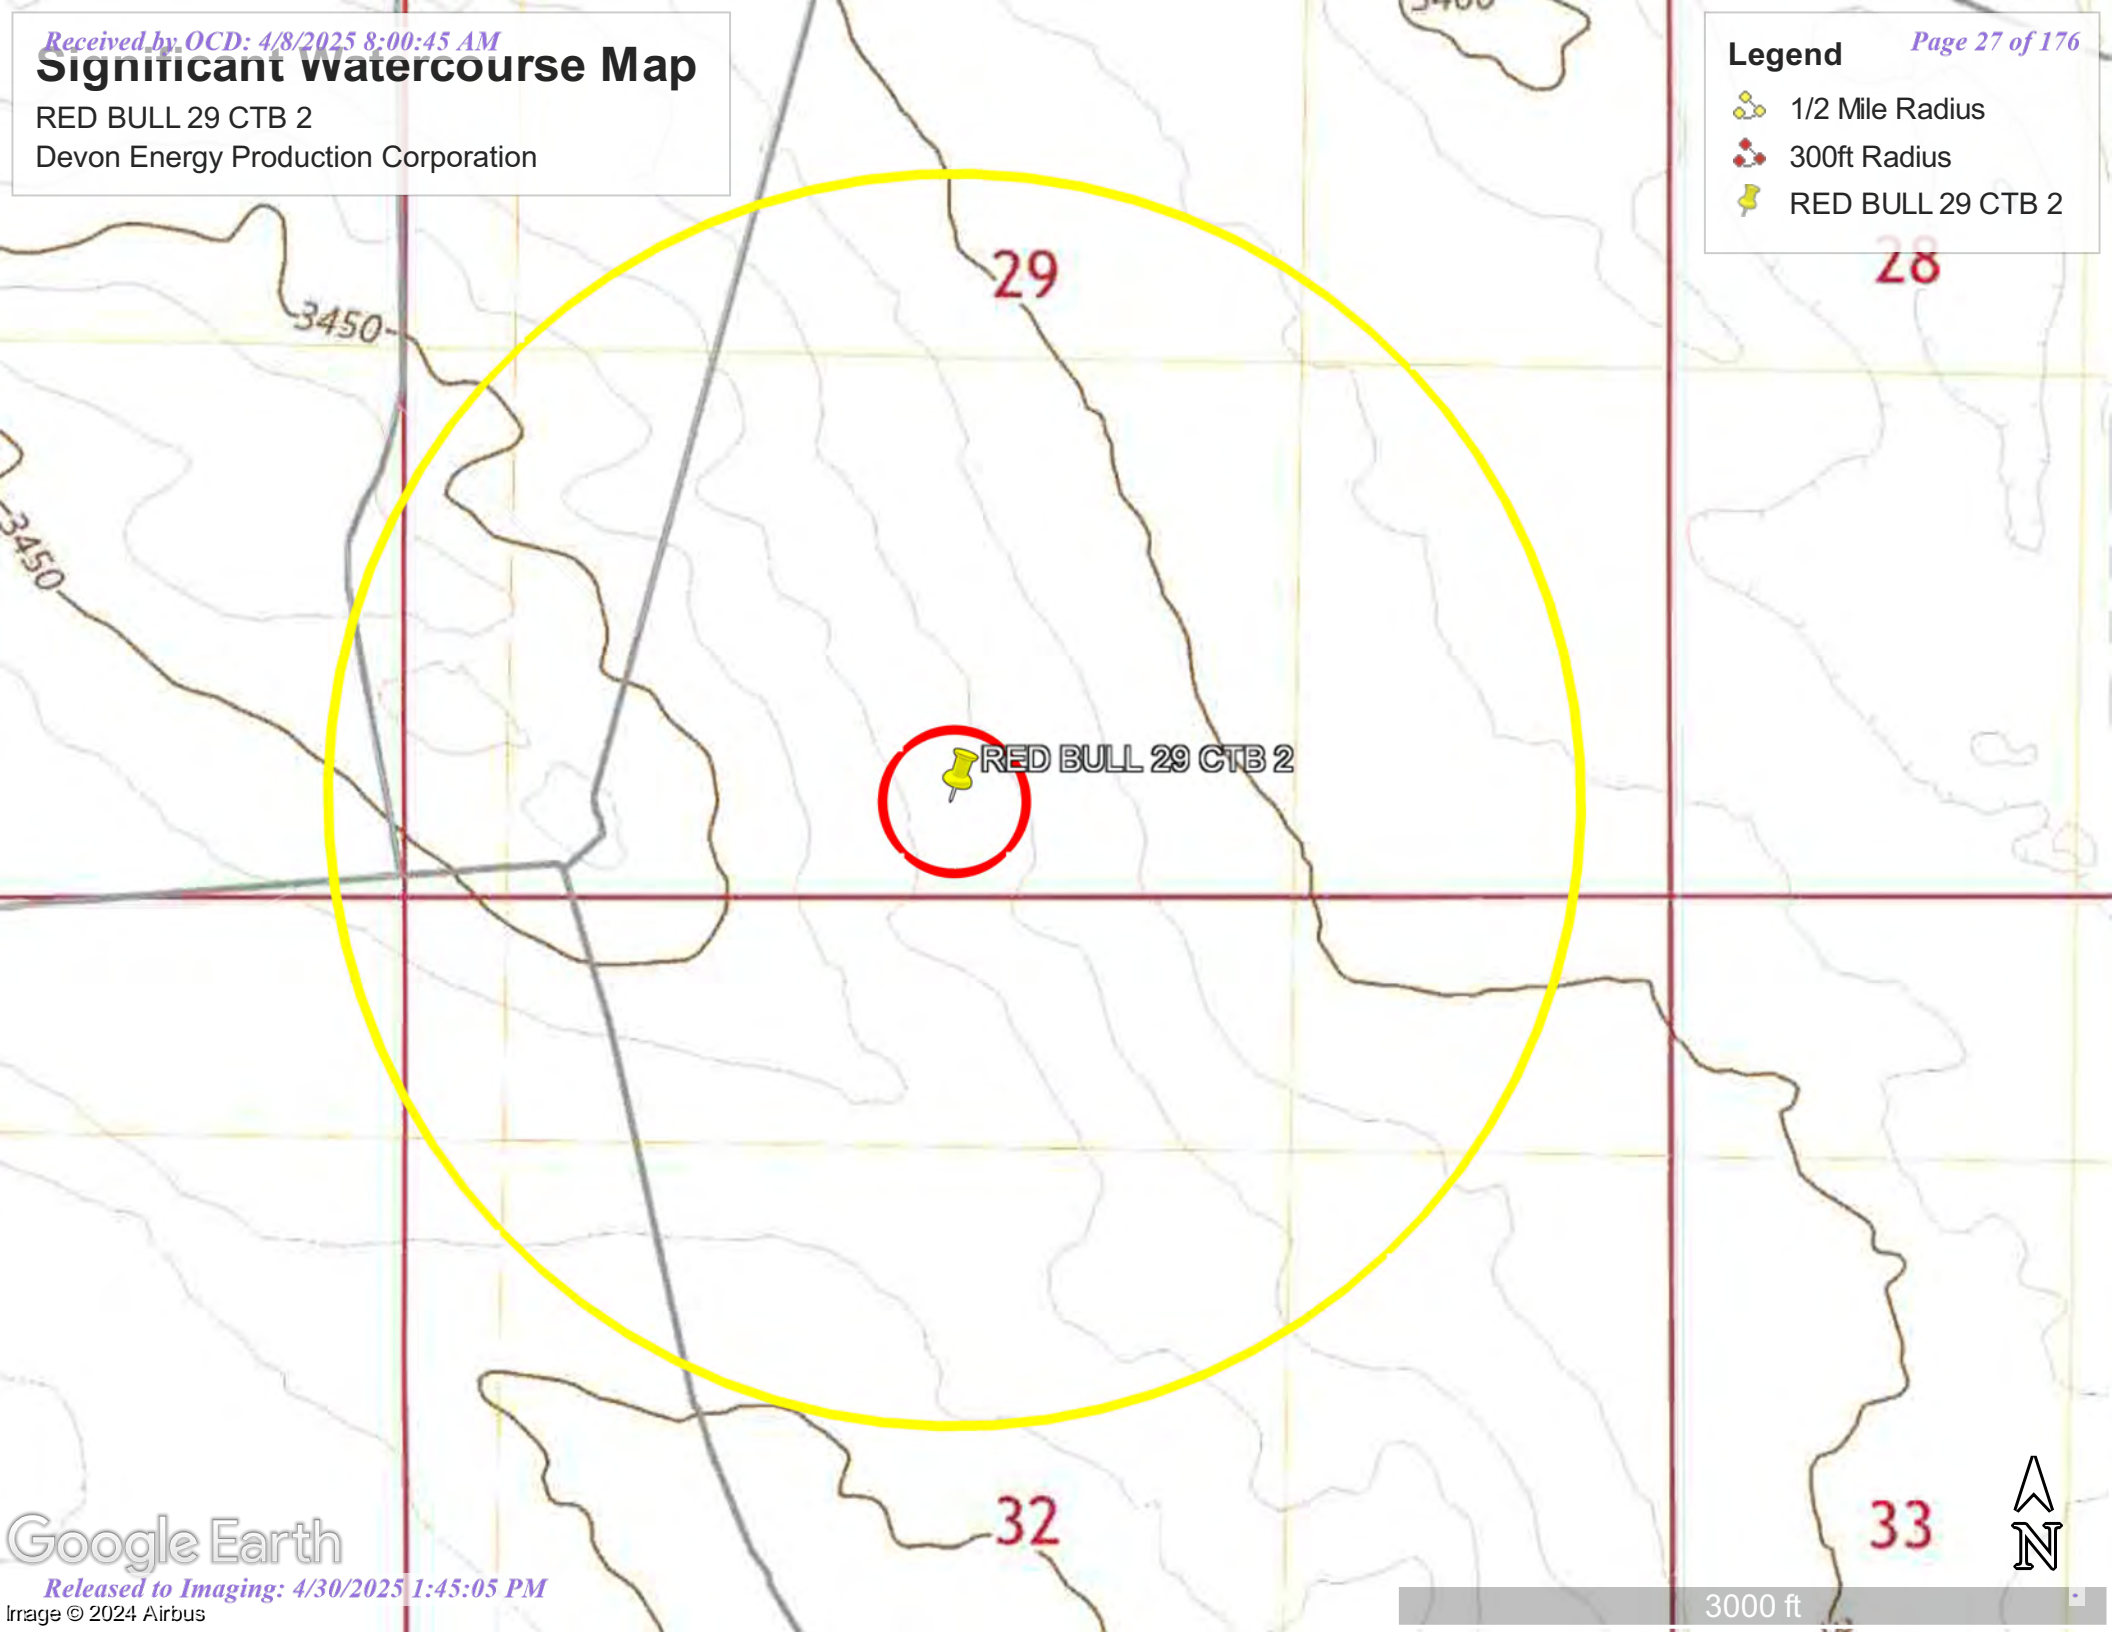 Received by OCD: 4/8/2025 8:00:45 AM
Page 27 of 176
Significant Watercourse Map
RED BULL 29 CTB 2
Devon Energy Production Corporation
Legend
1/2 Mile Radius
300ft Radius
RED BULL 29 CTB 2
29
28
3450
3450
RED BULL 29 CTB 2
32
33
N
Google Earth
Released to Imaging: 4/30/2025 1:45:05 PM
Image © 2024 Airbus
3000 ft